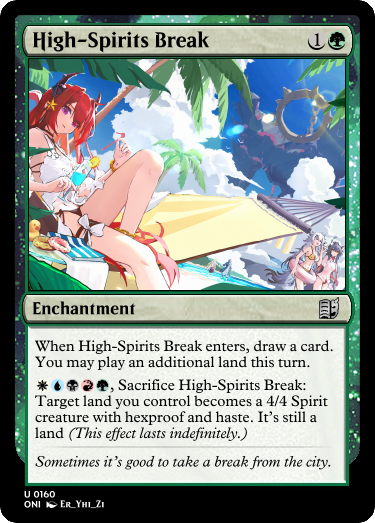 High-Spirits Break 1
Enchantment
When High-Spirits Break enters, draw a card.
You may play an additional land this turn.
, Sacrifice High-Spirits Break:
Target land you control becomes a 4/4 Spirit
creature with hexproof and haste. It's still a
land (This effect lasts indefinitely.)
Sometimes it's good to take a break from the city.
U 0160
ONI Er_Yhi_Zi